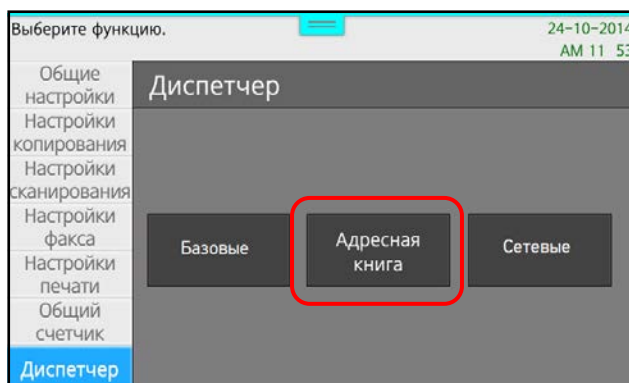 Выберите функцию.
24-10-2014
AM 11 53
Общие
настройки
Настройки
копирования
Настройки
сканирования
Настройки
факса
Настройки
печати
Общий
счетчик
Диспетчер
Диспетчер
Базовые
Адресная
книга
Сетевые